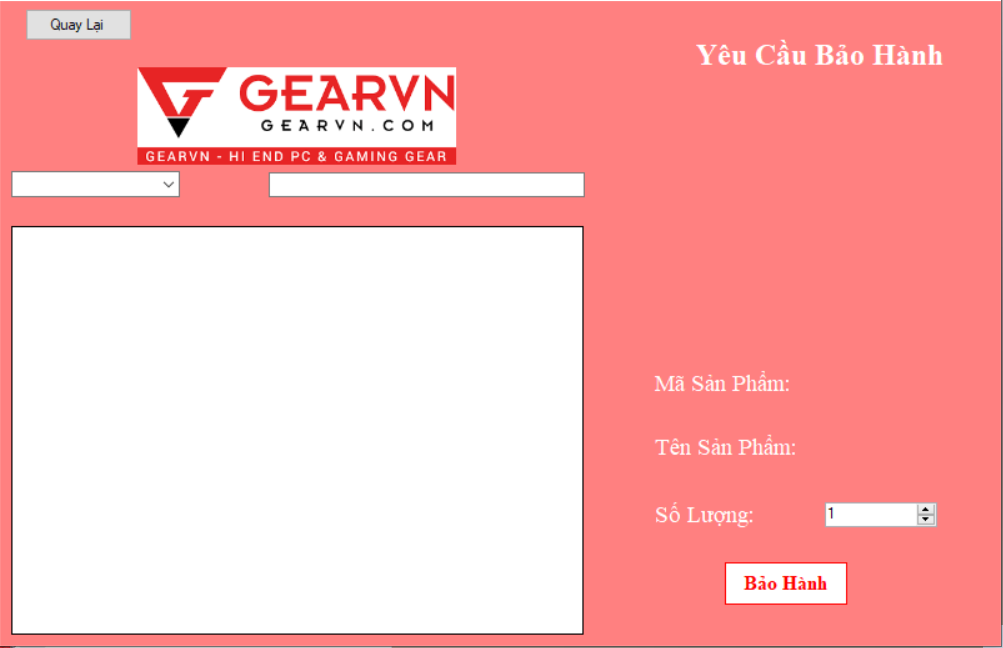 Quay Lại
Yêu Cầu Bảo Hành
GEARVN
GEARVN.COM
GEARVN - HI END PC & GAMING GEAR
Mã Sản Phẩm:
Tên Sản Phẩm:
Số Lượng:
1
Bảo Hành